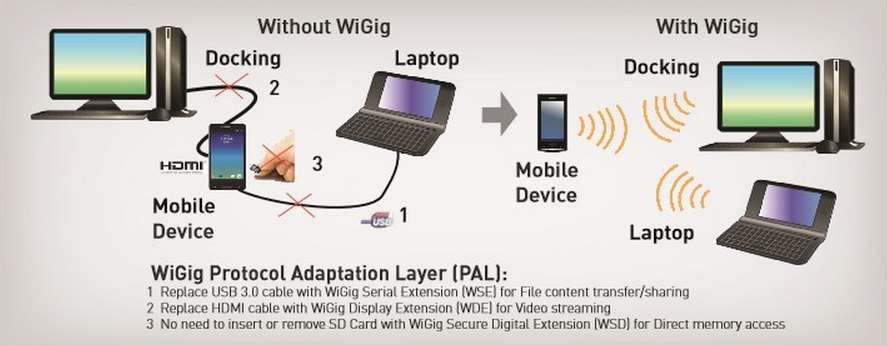 Without WiGig
With WiGig
Docking
Laptop
2
HDMI
3
Mobile
Device
USB
1
Docking
Mobile
Device
Laptop
WiGig Protocol Adaptation Layer (PAL):
1 Replace USB 3.0 cable with WiGig Serial Extension (WSE) for File content transfer/sharing
2 Replace HDMI cable with WiGig Display Extension (WDE) for Video streaming
3 No need to insert or remove SD Card with WiGig Secure Digital Extension (WSD) for Direct memory access